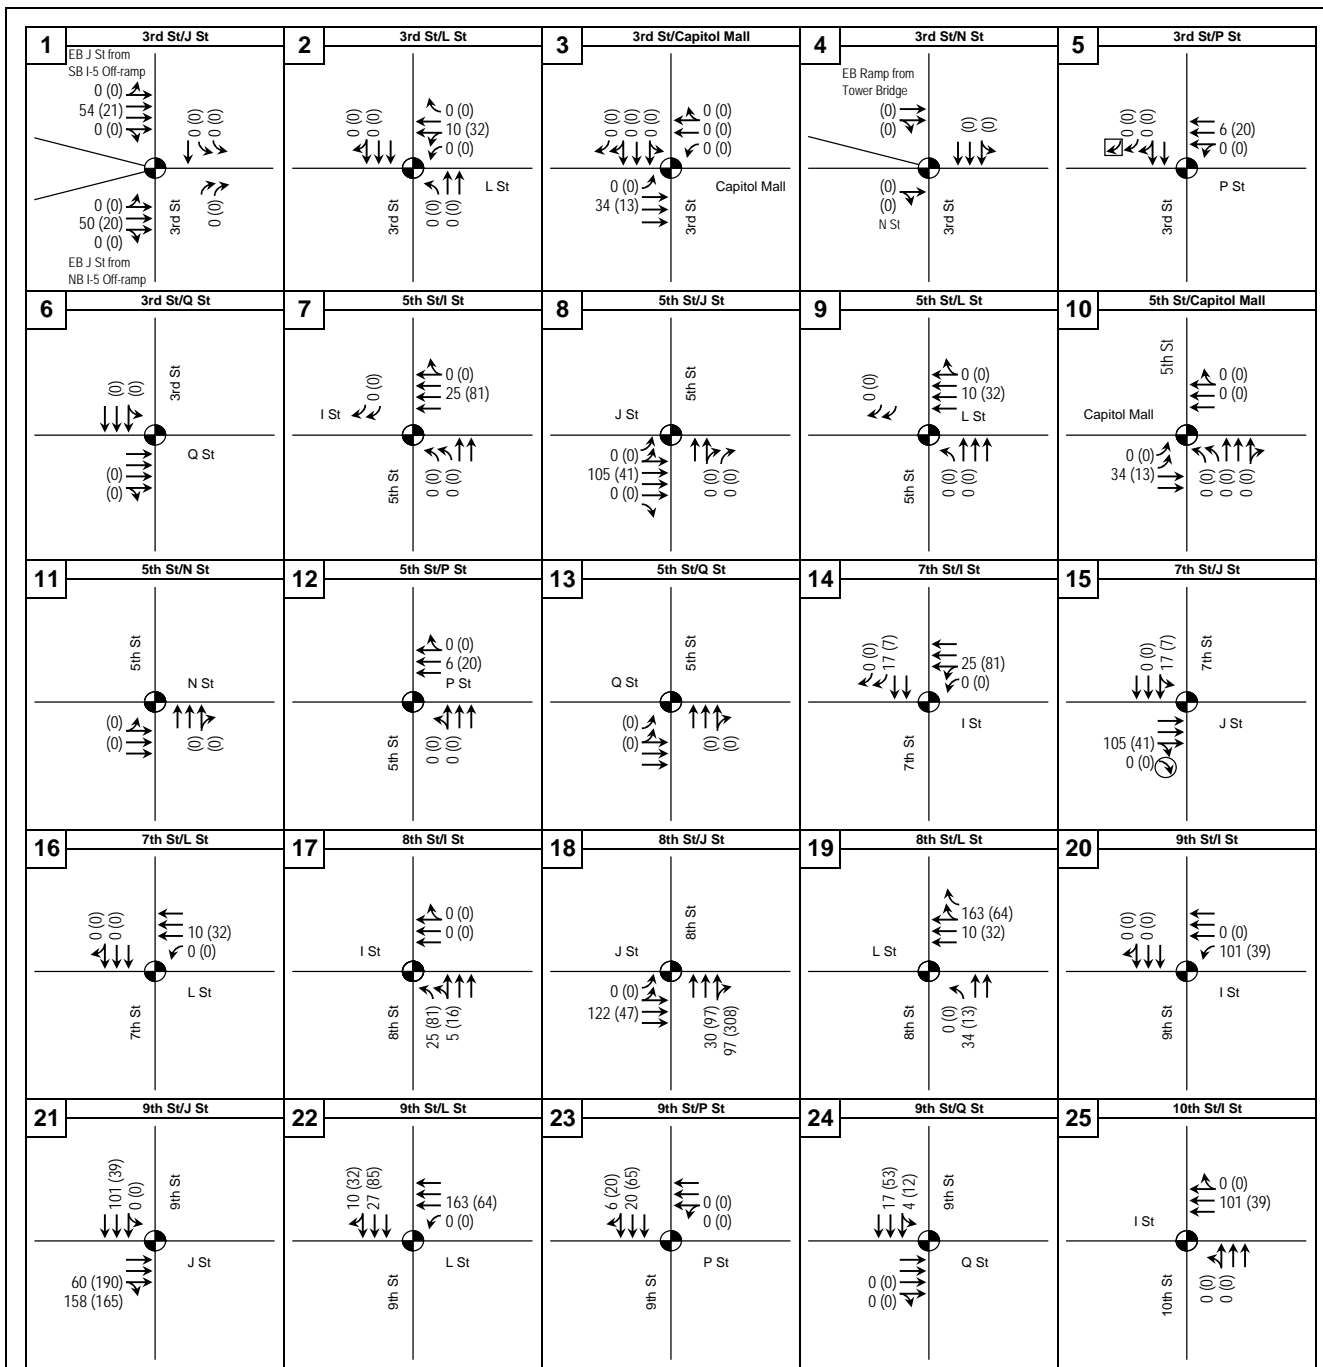 1
3rd St/J St
EB J St from
SB I-5 Off-ramp
0 (0)
54 (21)
0 (0)
0 (0)
0 (0)
0 (0)
50 (20)
0 (0)
3rd St
0 (0)
EB J St from
NB I-5 Off-ramp
2
3rd St/L St
0 (0)
0 (0)
0 (0)
10 (32)
0 (0)
L St
3rd St
0 (0)
0 (0)
3
3rd St/Capitol Mall
0 (0)
0 (0)
0 (0)
0 (0)
0 (0)
0 (0)
Capitol Mall
0 (0)
34 (13)
3rd St
4
3rd St/N St
EB Ramp from
Tower Bridge
(0)
(0)
(0)
(0)
(0)
(0)
N St
3rd St
5
3rd St/P St
0 (0)
0 (0)
6 (20)
0 (0)
P St
3rd St
6
3rd St/Q St
(0)
(0)
3rd St
Q St
(0)
(0)
7
5th St/I St
0 (0)
0 (0)
25 (81)
I St
5th St
0 (0)
0 (0)
8
5th St/J St
5th St
J St
0 (0)
105 (41)
0 (0)
0 (0)
0 (0)
9
5th St/L St
0 (0)
0 (0)
10 (32)
L St
5th St
0 (0)
0 (0)
10
5th St/Capitol Mall
5th St
0 (0)
0 (0)
Capitol Mall
0 (0)
34 (13)
0 (0)
0 (0)
0 (0)
11
5th St/N St
5th St
N St
(0)
(0)
(0)
(0)
12
5th St/P St
0 (0)
6 (20)
P St
5th St
0 (0)
0 (0)
13
5th St/Q St
5th St
Q St
(0)
(0)
(0)
(0)
14
7th St/I St
0 (0)
17 (7)
25 (81)
0 (0)
I St
7th St
15
7th St/J St
0 (0)
17 (7)
7th St
J St
105 (41)
0 (0)
16
7th St/L St
0 (0)
0 (0)
10 (32)
0 (0)
L St
7th St
17
8th St/I St
0 (0)
0 (0)
I St
8th St
25 (81)
5 (16)
18
8th St/J St
8th St
J St
0 (0)
122 (47)
30 (97)
97 (308)
19
8th St/L St
163 (64)
10 (32)
L St
8th St
0 (0)
34 (13)
20
9th St/I St
0 (0)
0 (0)
0 (0)
101 (39)
I St
9th St
21
9th St/J St
101 (39)
0 (0)
9th St
J St
60 (190)
158 (165)
22
9th St/L St
10 (32)
27 (85)
163 (64)
0 (0)
L St
9th St
23
9th St/P St
6 (20)
20 (65)
0 (0)
0 (0)
P St
9th St
24
9th St/Q St
17 (53)
4 (12)
9th St
Q St
0 (0)
0 (0)
25
10th St/I St
0 (0)
101 (39)
I St
10th St
0 (0)
0 (0)